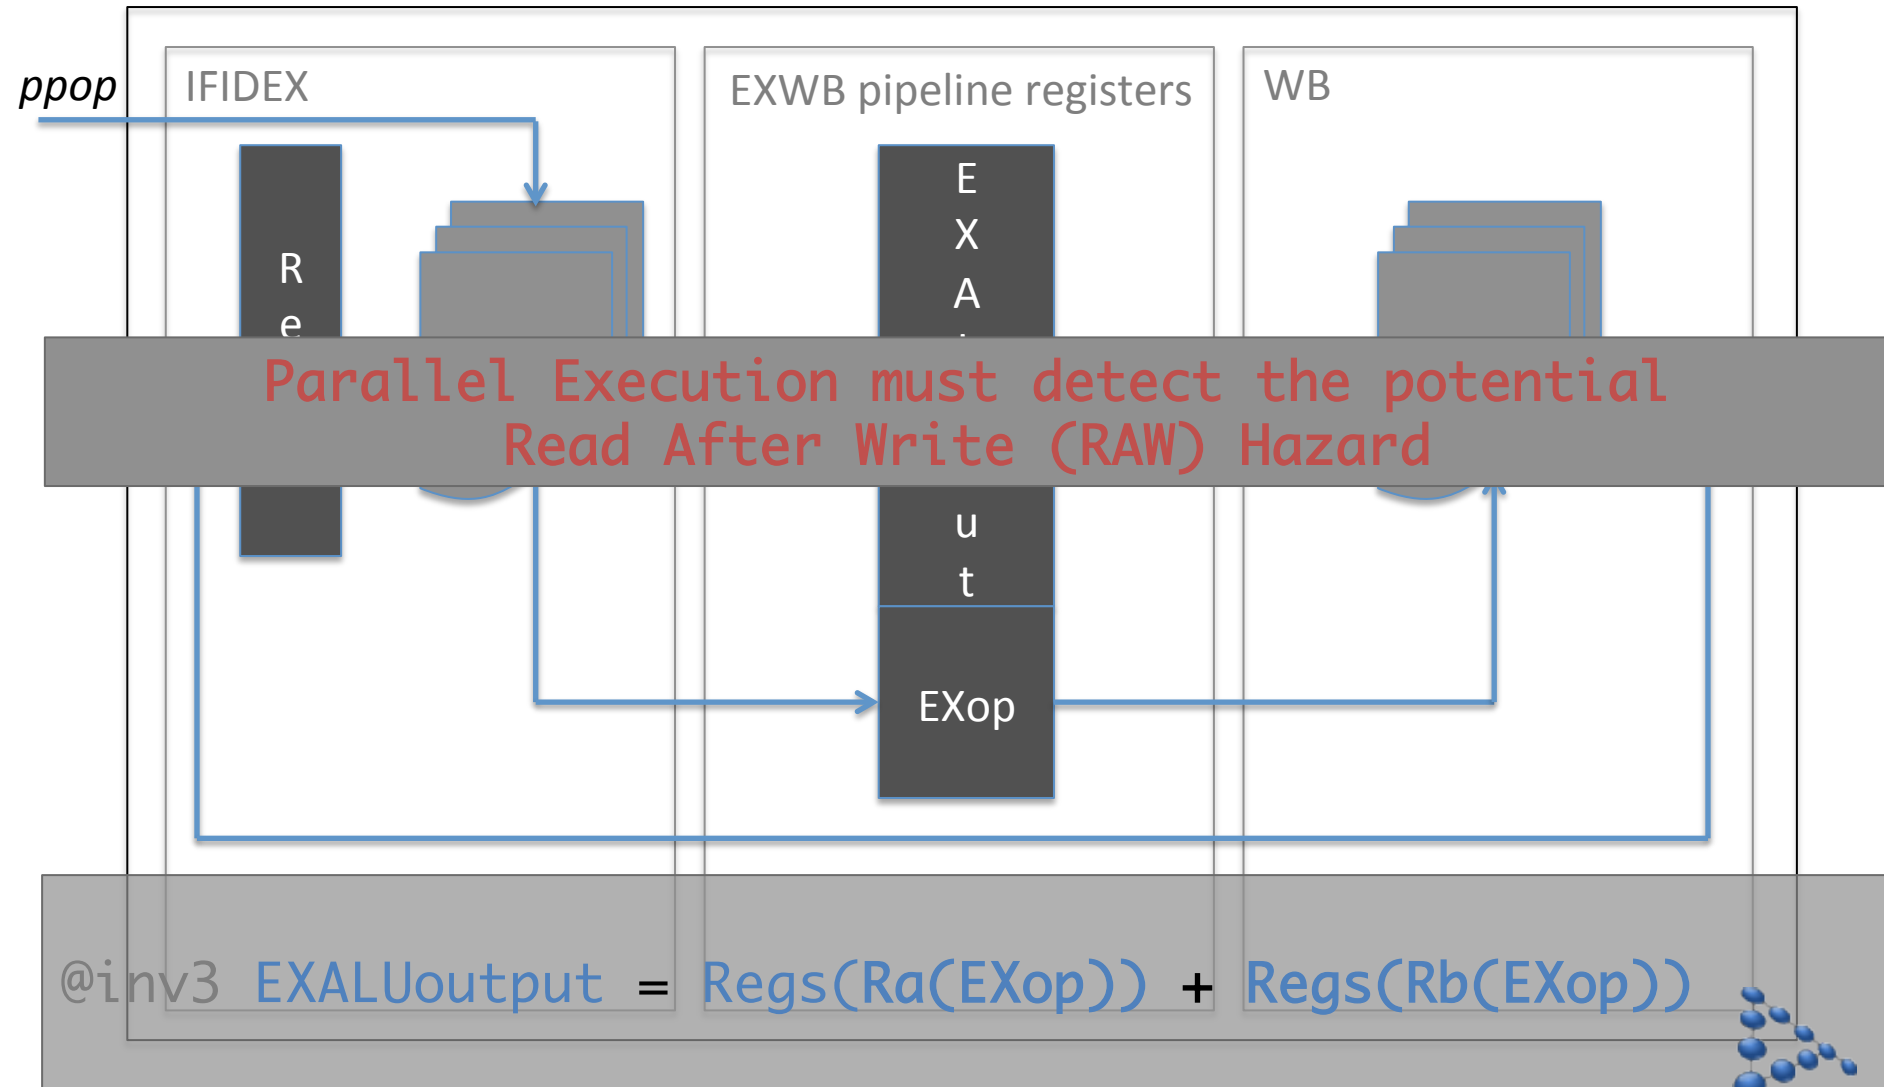 ppop
IFIDEX
EXWB pipeline registers
WB
R
e
E
X
A
u
t
Parallel Execution must detect the potential
Read After Write (RAW) Hazard
EXop
@inv3 EXALUoutput = Regs(Ra(EXop)) + Regs(Rb(EXop))